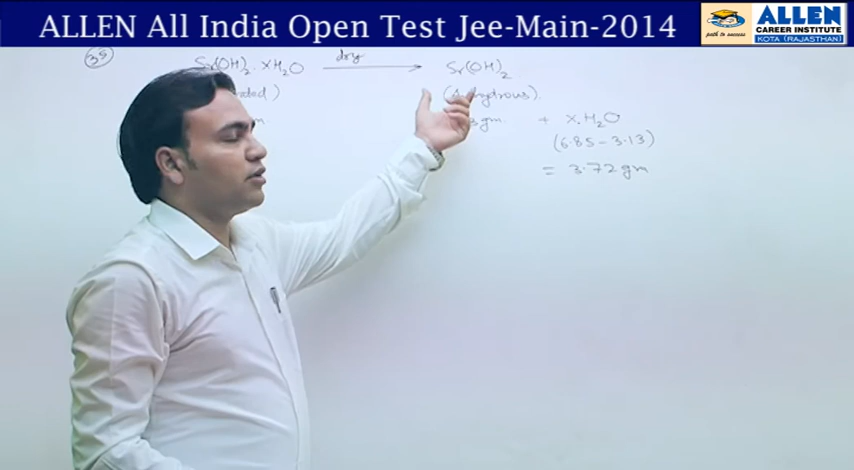 ALLEN All India Open Test Jee-Main-2014
path to success
ALLEN
CAREER INSTITUTE
KOTA (RAJASTHAN)
35
Sr(OH)₂ . XH₂O
dry
Sr(OH)₂
+ X.H₂O
(6.85 - 3.13)
= 3.72 gm